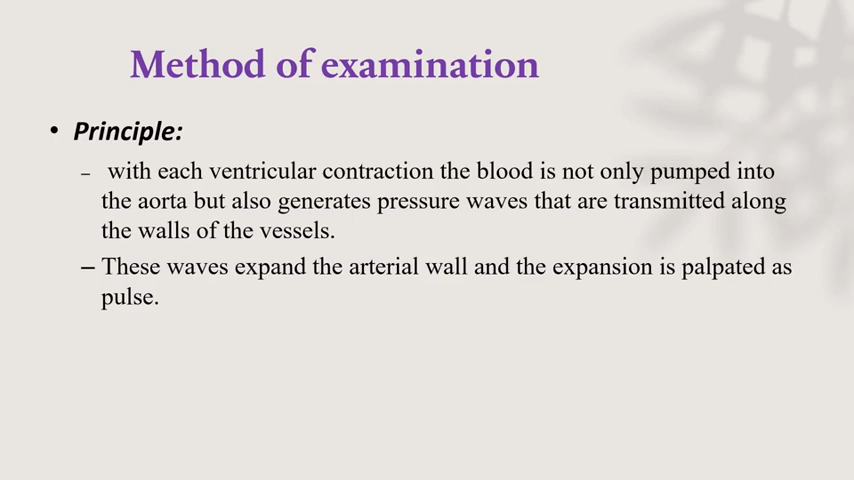 Method of examination
• Principle:
– with each ventricular contraction the blood is not only pumped into
the aorta but also generates pressure waves that are transmitted along
the walls of the vessels.
– These waves expand the arterial wall and the expansion is palpated as
pulse.